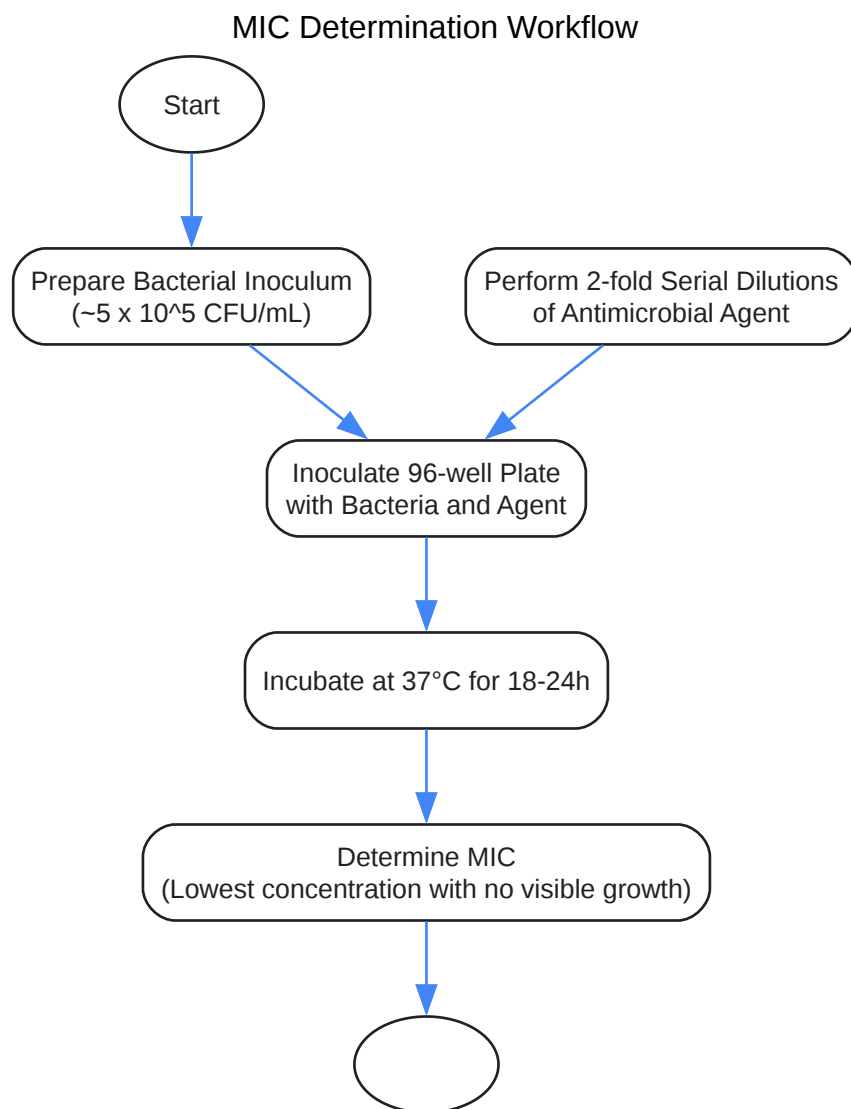 MIC Determination Workflow
Start
Prepare Bacterial Inoculum
(~5 x 10^5 CFU/mL)
Perform 2-fold Serial Dilutions
of Antimicrobial Agent
Inoculate 96-well Plate
with Bacteria and Agent
Incubate at 37°C for 18-24h
Determine MIC
(Lowest concentration with no visible growth)